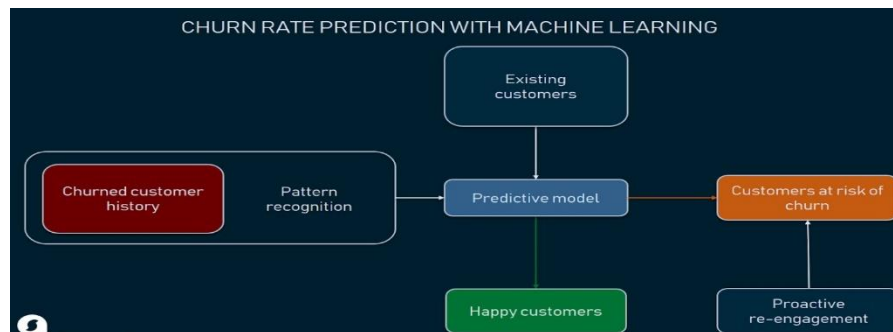 CHURN RATE PREDICTION WITH MACHINE LEARNING
Existing
customers
Churned customer
history
Pattern
recognition
Predictive model
Customers at risk of
churn
Happy customers
Proactive
re-engagement